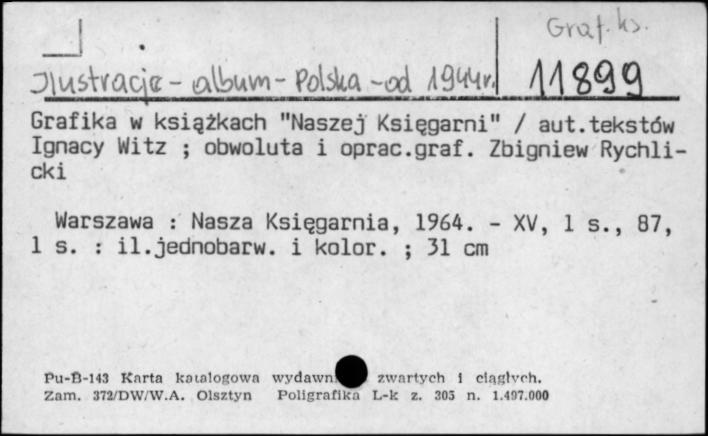 Graf. ks.
Ilustracje - album - Polska - od 1944r. 11899
Grafika w książkach "Naszej Księgarni" / aut.tekstów
Ignacy Witz ; obwoluta i oprac.graf. Zbigniew Rychli-
cki
Warszawa : Nasza Księgarnia, 1964. - XV, 1 s., 87,
1 s. : il.jednobarw. i kolor. ; 31 cm
Pu-B-143 Karta katalogowa wydawn. zwartych i ciągłych.
Zam. 372/DW/W.A. Olsztyn Poligrafika L-k z. 305 n. 1.497.000